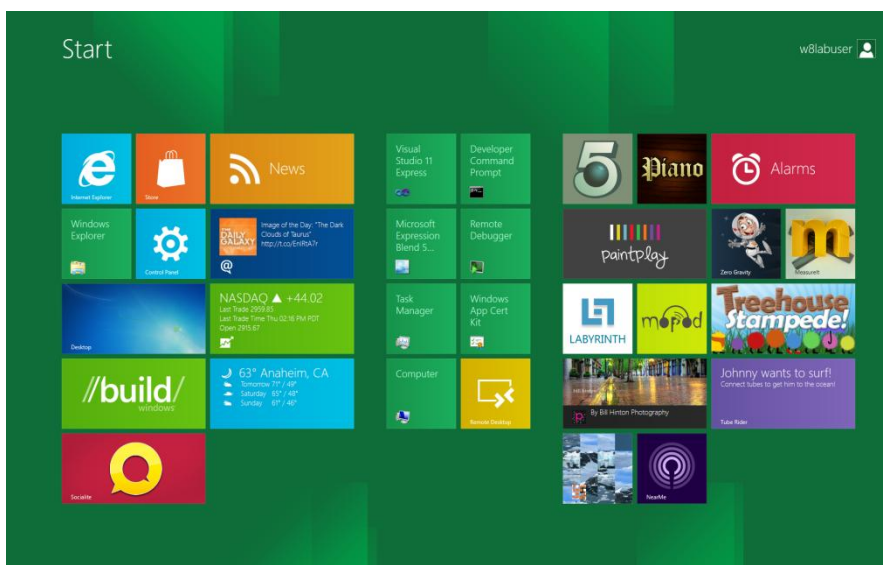 Start
w8labuser
Internet Explorer
Store
News
Windows
Explorer
Control Panel
DAILY
GALAXY
Image of the Day: "The Dark
Clouds of Taurus"
http://t.co/EniRtA7r
@
Desktop
NASDAQ ▲ +44.02
Last Trade 2959.85
Last Trade Time Thu 02:16 PM PDT
Open 2915.67
//build/
windows
63° Anaheim, CA
Tomorrow 71° / 49°
Saturday 65° / 48°
Sunday 61° / 46°
Socialite
Visual
Studio 11
Express
Developer
Command
Prompt
Microsoft
Expression
Blend 5...
Remote
Debugger
Task
Manager
Windows
App Cert
Kit
Computer
Remote Desktop
5
Piano
Alarms
paintplay
Zero Gravity
m
MeasureIt
LABYRINTH
mopod
Treehouse
Stampede!
By Bill Hinton Photography
Johnny wants to surf!
Connect tubes to get him to the ocean!
Tube Rider
NearMe